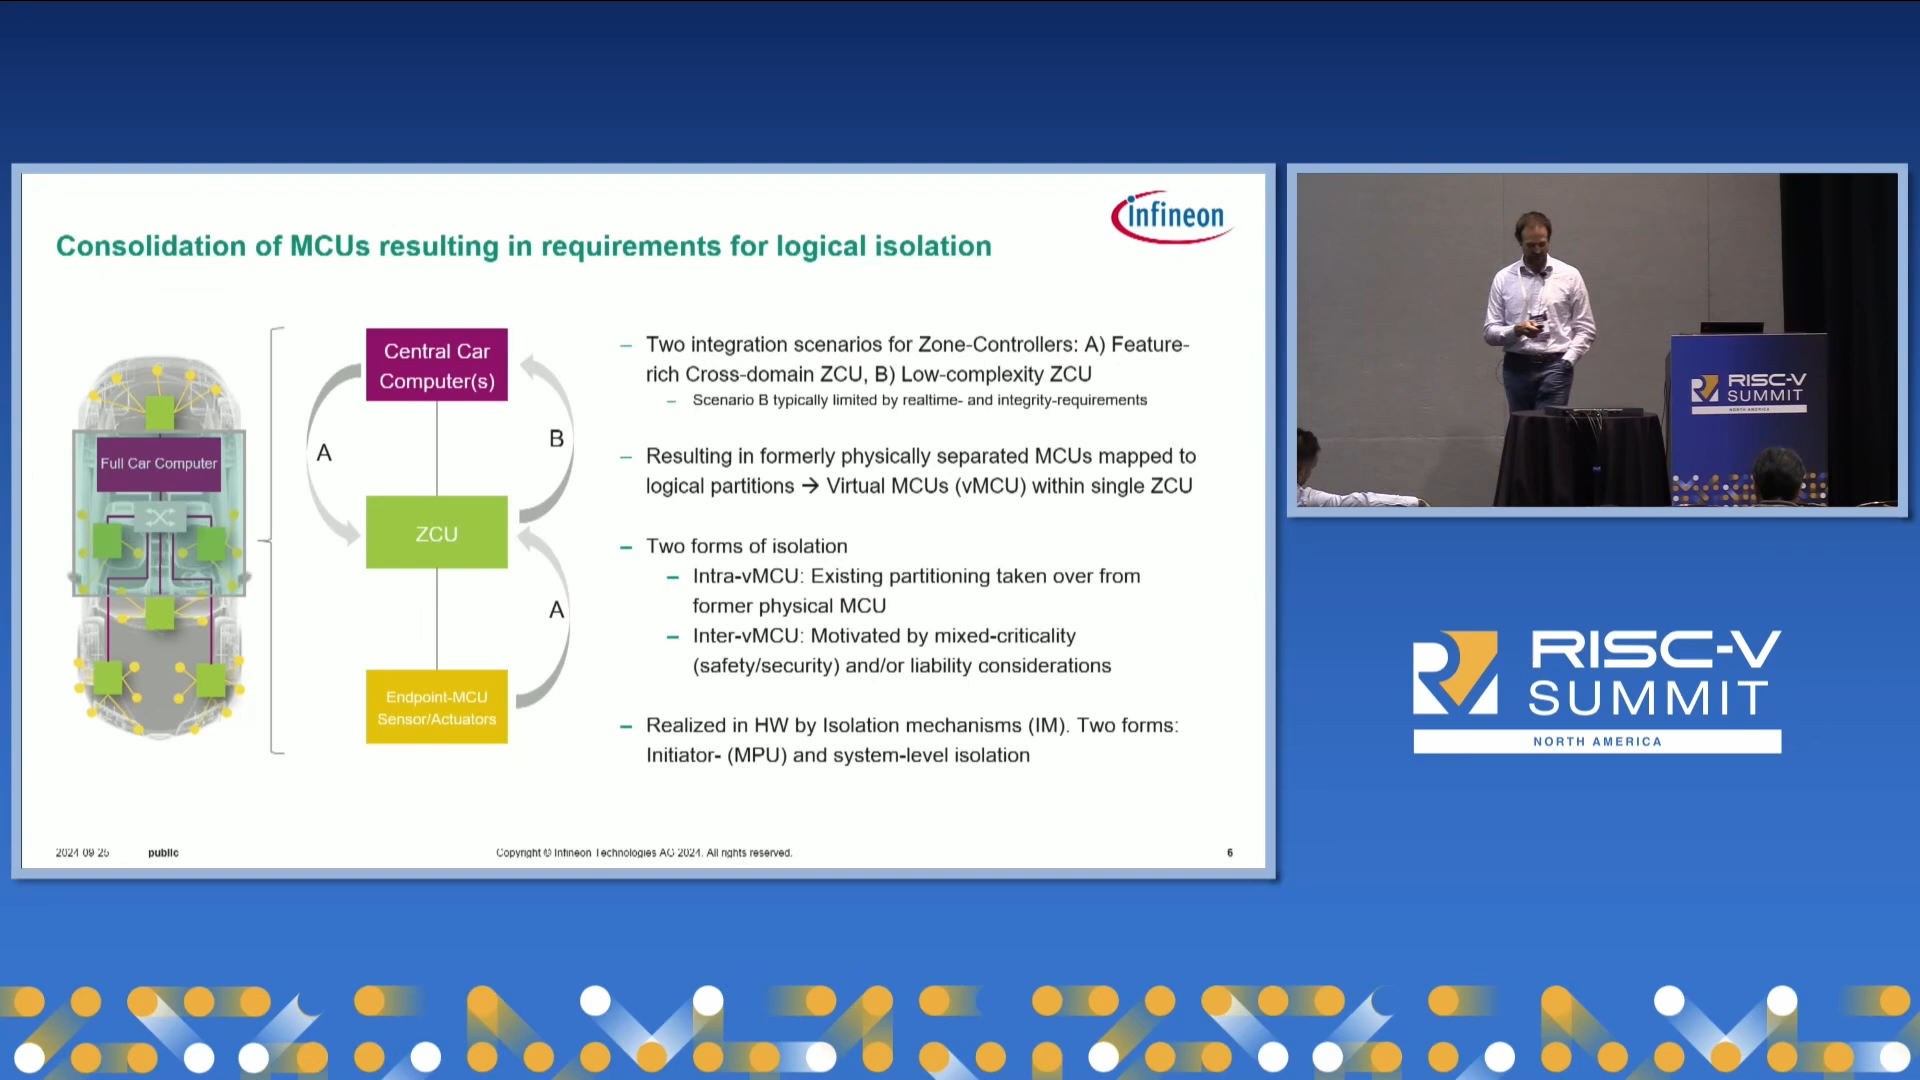 infineon
Consolidation of MCUs resulting in requirements for logical isolation
Full Car Computer
Central Car
Computer(s)
A
B
ZCU
A
Endpoint-MCU
Sensor/Actuators
– Two integration scenarios for Zone-Controllers: A) Feature-
rich Cross-domain ZCU, B) Low-complexity ZCU
– Scenario B typically limited by realtime- and integrity-requirements
– Resulting in formerly physically separated MCUs mapped to
logical partitions → Virtual MCUs (vMCU) within single ZCU
– Two forms of isolation
– Intra-vMCU: Existing partitioning taken over from
former physical MCU
– Inter-vMCU: Motivated by mixed-criticality
(safety/security) and/or liability considerations
– Realized in HW by Isolation mechanisms (IM). Two forms:
Initiator- (MPU) and system-level isolation
2024-09-25 public Copyright © Infineon Technologies AG 2024. All rights reserved. 6
RISC-V
SUMMIT
NORTH AMERICA
RISC-V
SUMMIT
NORTH AMERICA